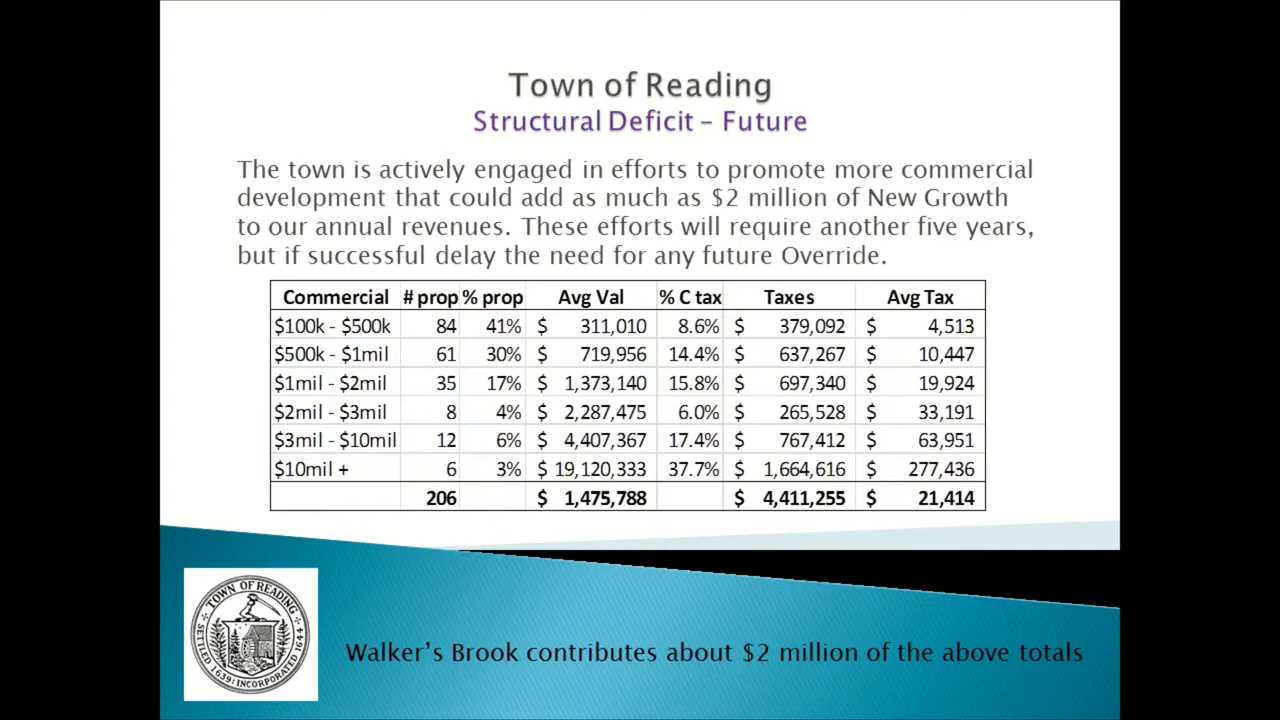 Town of Reading
Structural Deficit – Future
The town is actively engaged in efforts to promote more commercial
development that could add as much as $2 million of New Growth
to our annual revenues. These efforts will require another five years,
but if successful delay the need for any future Override.
Commercial # prop % prop Avg Val % C tax Taxes Avg Tax
$100k - $500k 84 41% $ 311,010 8.6% $ 379,092 $ 4,513
$500k - $1mil 61 30% $ 719,956 14.4% $ 637,267 $ 10,447
$1mil - $2mil 35 17% $ 1,373,140 15.8% $ 697,340 $ 19,924
$2mil - $3mil 8 4% $ 2,287,475 6.0% $ 265,528 $ 33,191
$3mil - $10mil 12 6% $ 4,407,367 17.4% $ 767,412 $ 63,951
$10mil + 6 3% $ 19,120,333 37.7% $ 1,664,616 $ 277,436
206 $ 1,475,788 $ 4,411,255 $ 21,414
TOWN OF READING
SETTLED 1639: INCORPORATED 1644
Walker's Brook contributes about $2 million of the above totals